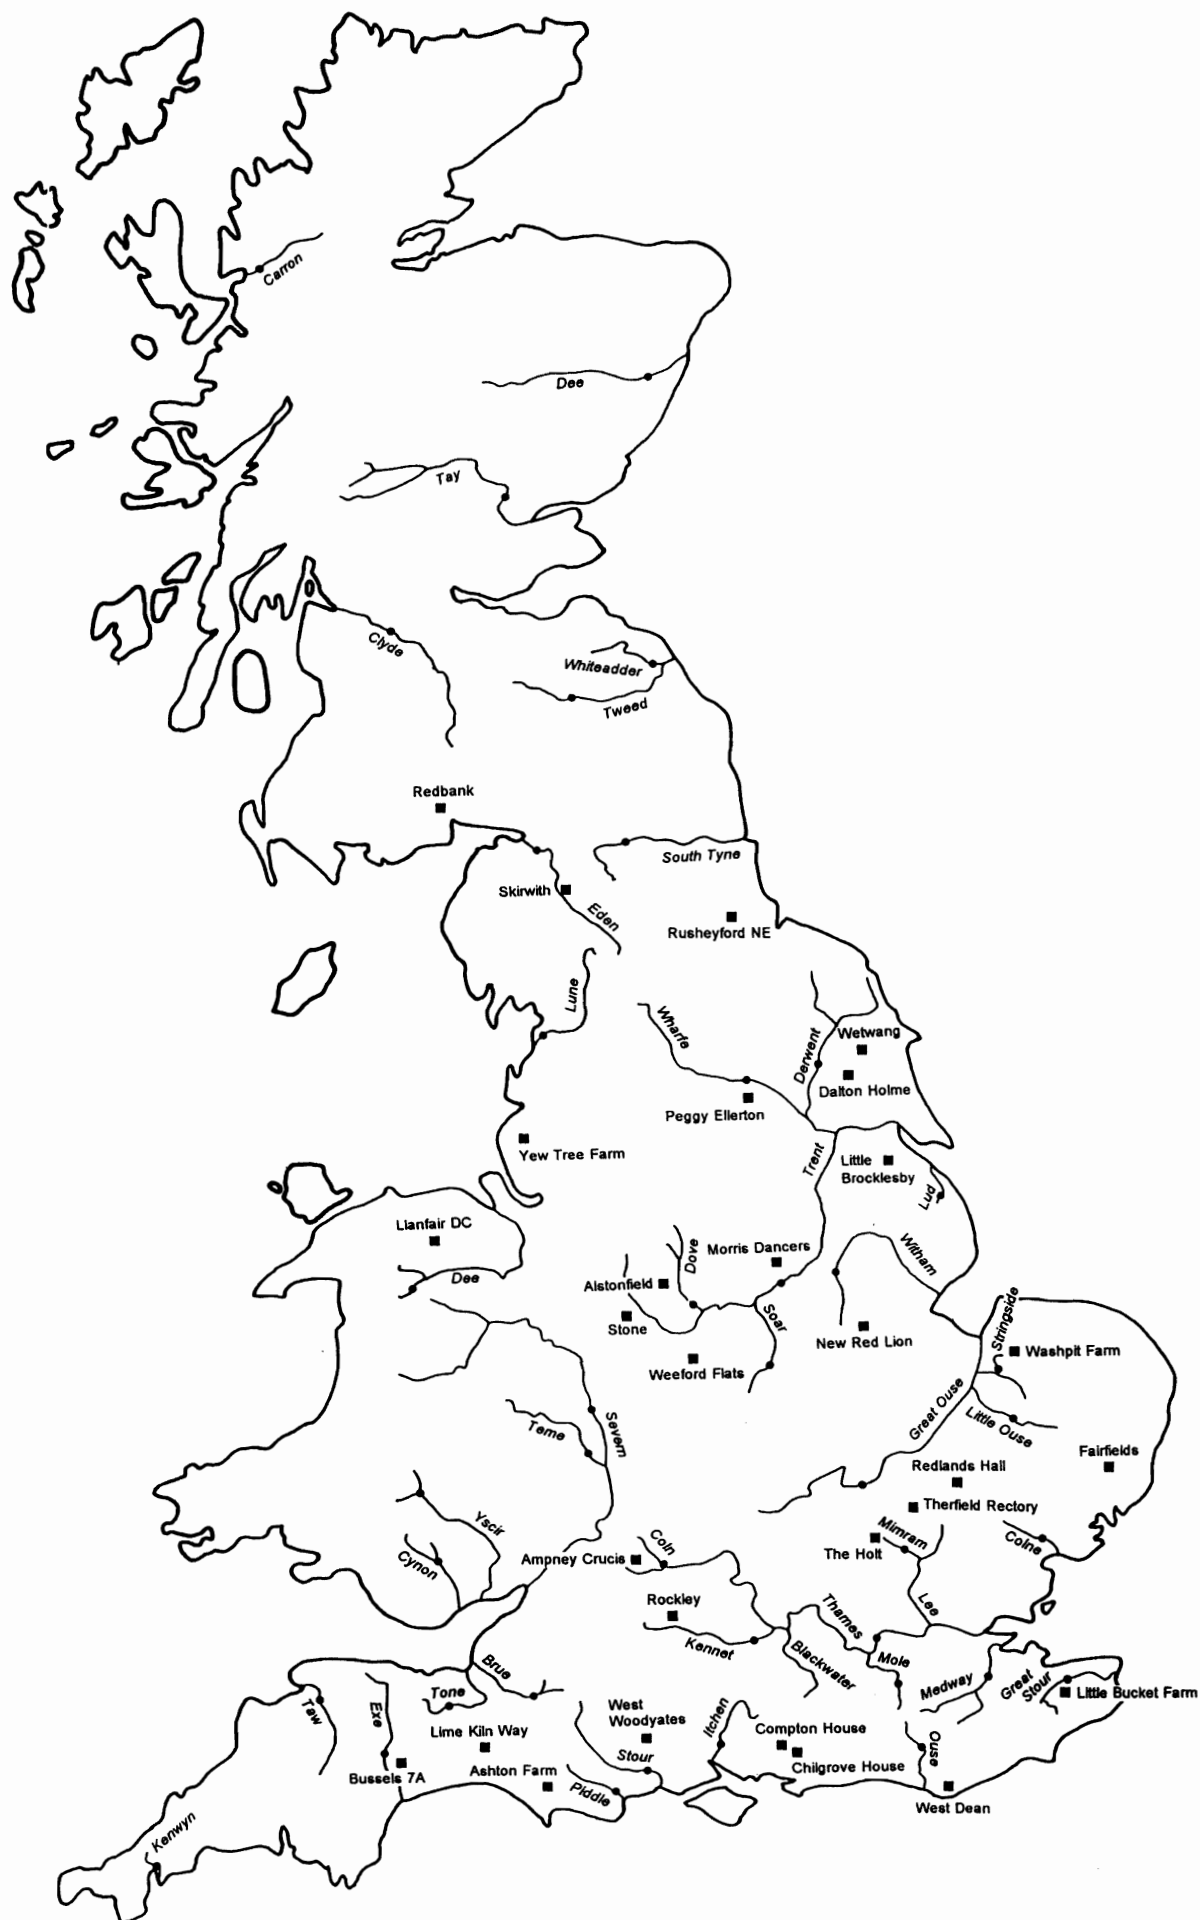 Carron
Dee
Tay
Clyde
Whiteadder
Tweed
Redbank
South Tyne
Skirwith
Eden
Rusheyford NE
Lune
Wharfe
Derwent
Wetwang
Dalton Holme
Peggy Ellerton
Yew Tree Farm
Trent
Little
Brocklesby
Lud
Llanfair DC
Dee
Dove
Morris Dancers
Witham
Alstonfield
Stone
Soar
New Red Lion
Weeford Flats
Stringside
Washpit Farm
Great Ouse
Little Ouse
Severn
Teme
Fairfields
Redlands Hall
Therfield Rectory
Yscir
Cynon
Mimram
The Holt
Colne
Coln
Ampney Crucis
Rockley
Kennet
Lee
Thames
Blackwater
Mole
Medway
Great
Stour
Little Bucket Farm
Brue
Tone
Taw
Exe
Lime Kiln Way
West
Woodyates
Itchen
Compton House
Chilgrove House
Ouse
Bussels 7A
Ashton Farm
Stour
Piddle
West Dean
Kenwyn